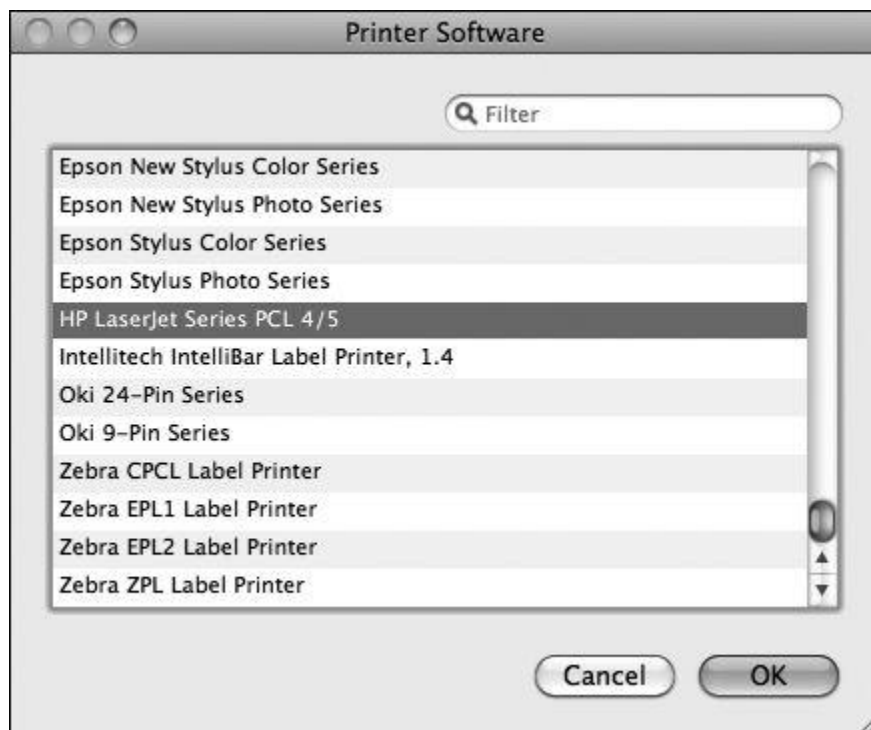 Printer Software
Filter
Epson New Stylus Color Series
Epson New Stylus Photo Series
Epson Stylus Color Series
Epson Stylus Photo Series
HP LaserJet Series PCL 4/5
Intellitech IntelliBar Label Printer, 1.4
Oki 24-Pin Series
Oki 9-Pin Series
Zebra CPCL Label Printer
Zebra EPL1 Label Printer
Zebra EPL2 Label Printer
Zebra ZPL Label Printer
Cancel OK